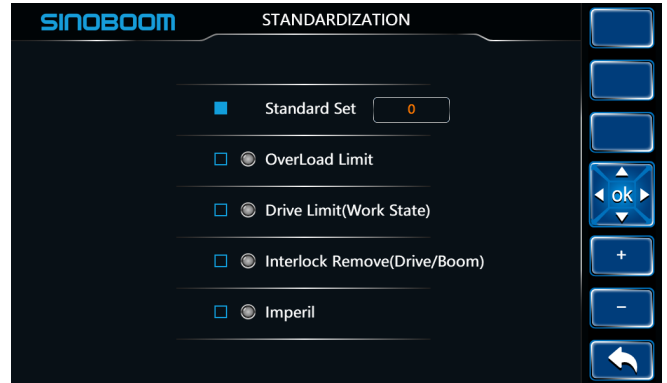 SINOBOOM
STANDARDIZATION
Standard Set 0
OverLoad Limit
Drive Limit(Work State)
Interlock Remove(Drive/Boom)
Imperil
ok
+
−